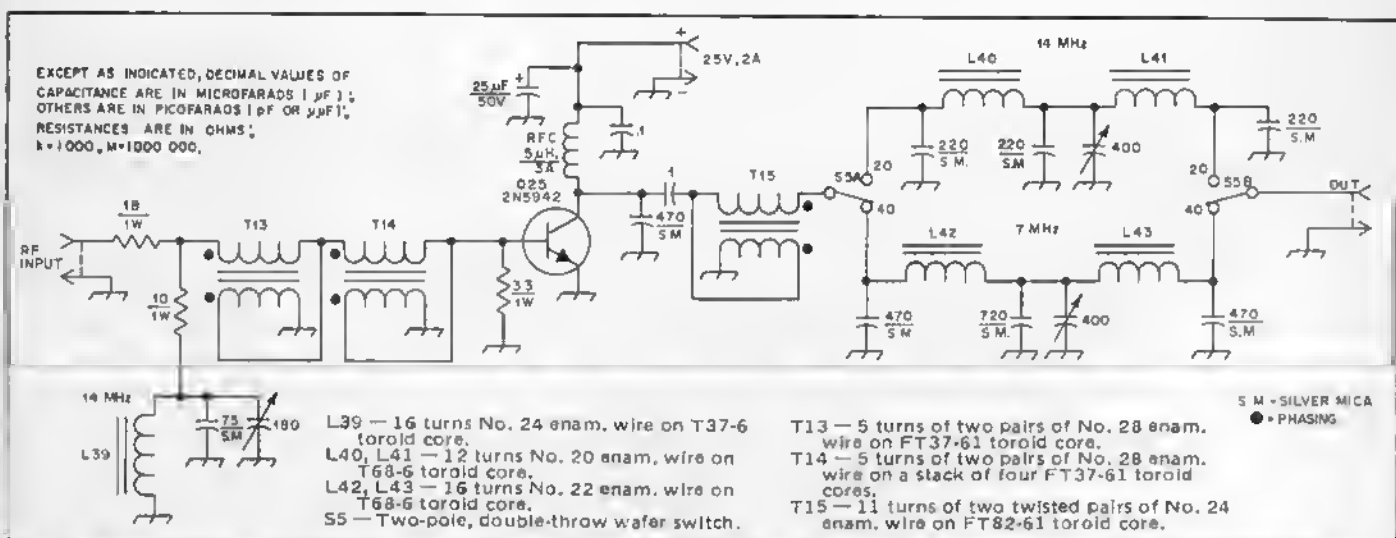 EXCEPT AS INDICATED, DECIMAL VALUES OF
CAPACITANCE ARE IN MICROFARADS ( µF );
OTHERS ARE IN PICOFARADS ( pF OR µµF);
RESISTANCES ARE IN OHMS;
k=1000, M=1000 000.
25µF
50V
+
+
25V, 2A
-
RFC
5µH,
3A
.1
Q25
2N5942
RF
INPUT
18
1W
10
1W
T13
T14
33
1W
470
S.M
.1
T15
S5A
20
40
14 MHz
L40
L41
220
S.M.
220
S.M
400
220
S.M
20
40
S5B
OUT
7 MHz
L42
L43
470
S.M.
720
S.M.
400
470
S.M
14 MHz
L39
75
S.M
180
L39 — 16 turns No. 24 enam. wire on T37-6
toroid core.
L40, L41 — 12 turns No. 20 enam. wire on
T68-6 toroid core.
L42, L43 — 16 turns No. 22 enam. wire on
T68-6 toroid core.
S5 — Two-pole, double-throw wafer switch.
T13 — 5 turns of two pairs of No. 28 enam.
wire on FT37-61 toroid core.
T14 — 5 turns of two pairs of No. 28 enam.
wire on a stack of four FT37-61 toroid
cores.
T15 — 11 turns of two twisted pairs of No. 24
enam. wire on FT82-61 toroid core.
S M = SILVER MICA
● = PHASING